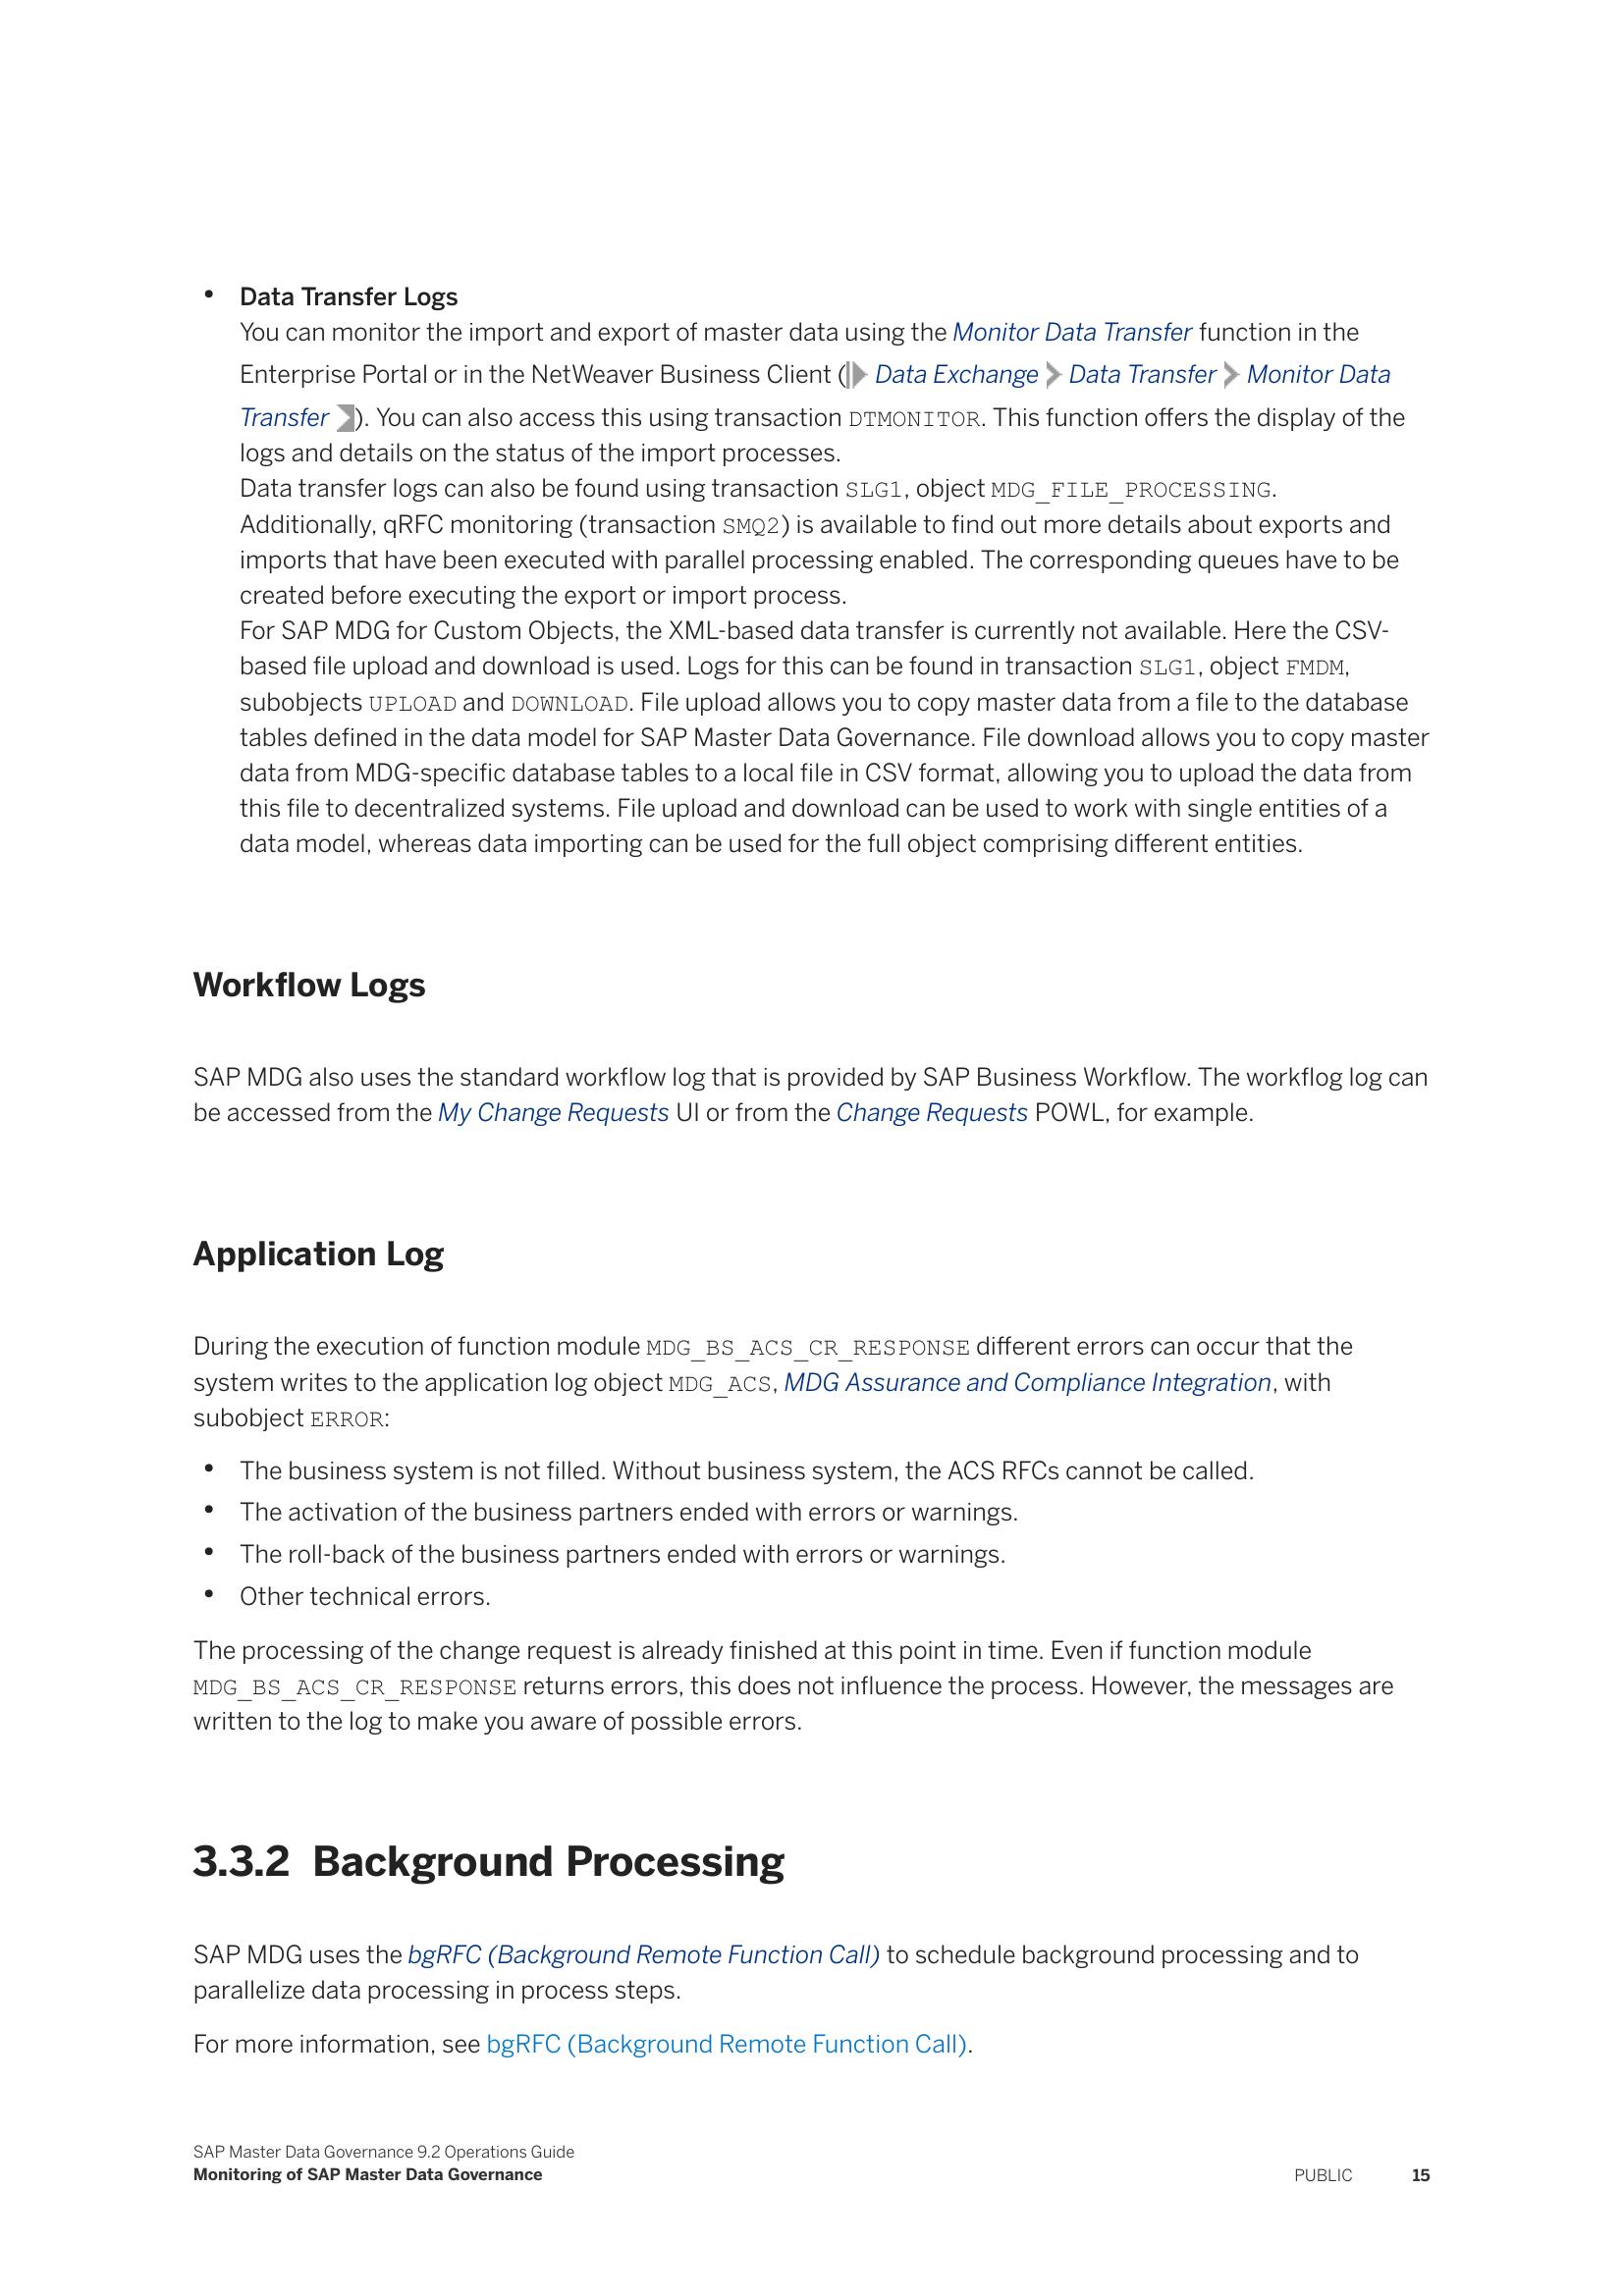 • Data Transfer Logs
You can monitor the import and export of master data using the Monitor Data Transfer function in the
Enterprise Portal or in the NetWeaver Business Client ( Data Exchange > Data Transfer > Monitor Data
Transfer ). You can also access this using transaction DTMONITOR. This function offers the display of the
logs and details on the status of the import processes.
Data transfer logs can also be found using transaction SLG1, object MDG_FILE_PROCESSING.
Additionally, qRFC monitoring (transaction SMQ2) is available to find out more details about exports and
imports that have been executed with parallel processing enabled. The corresponding queues have to be
created before executing the export or import process.
For SAP MDG for Custom Objects, the XML-based data transfer is currently not available. Here the CSV-
based file upload and download is used. Logs for this can be found in transaction SLG1, object FMDM,
subobjects UPLOAD and DOWNLOAD. File upload allows you to copy master data from a file to the database
tables defined in the data model for SAP Master Data Governance. File download allows you to copy master
data from MDG-specific database tables to a local file in CSV format, allowing you to upload the data from
this file to decentralized systems. File upload and download can be used to work with single entities of a
data model, whereas data importing can be used for the full object comprising different entities.
Workflow Logs
SAP MDG also uses the standard workflow log that is provided by SAP Business Workflow. The workflog log can
be accessed from the My Change Requests UI or from the Change Requests POWL, for example.
Application Log
During the execution of function module MDG_BS_ACS_CR_RESPONSE different errors can occur that the
system writes to the application log object MDG_ACS, MDG Assurance and Compliance Integration, with
subobject ERROR:
• The business system is not filled. Without business system, the ACS RFCs cannot be called.
• The activation of the business partners ended with errors or warnings.
• The roll-back of the business partners ended with errors or warnings.
• Other technical errors.
The processing of the change request is already finished at this point in time. Even if function module
MDG_BS_ACS_CR_RESPONSE returns errors, this does not influence the process. However, the messages are
written to the log to make you aware of possible errors.
3.3.2 Background Processing
SAP MDG uses the bgRFC (Background Remote Function Call) to schedule background processing and to
parallelize data processing in process steps.
For more information, see bgRFC (Background Remote Function Call).
SAP Master Data Governance 9.2 Operations Guide
Monitoring of SAP Master Data Governance
PUBLIC 15